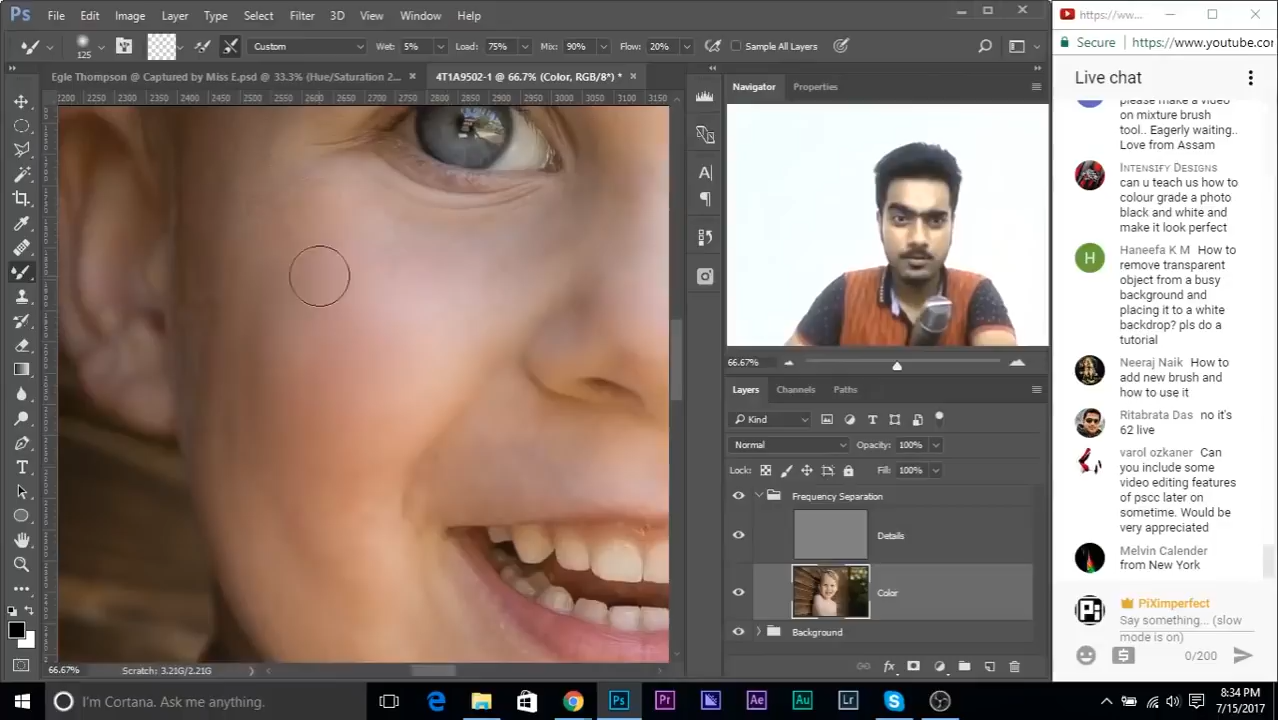 Ps File Edit Image Layer Type Select Filter 3D View Window Help
125 Custom Wet: 5% Load: 75% Mix: 90% Flow: 20% Sample All Layers
Egle Thompson @ Captured by Miss E.psd @ 33.3% (Hue/Saturation 2...
4T1A9502-1 @ 66.7% (Color, RGB/8*) *
2200 2250 2300 2350 2400 2450 2500 2550 2600 2650 2700 2750 2800 2850 2900 2950 3000 3050 3100 3150
Navigator Properties
66.67%
Layers Channels Paths
Kind
Normal Opacity: 100%
Lock: Fill: 100%
Frequency Separation
Details
Color
Background
fx
66.67% Scratch: 3.21G/2.21G
https://www...
Secure https://www.youtube.cor
Live chat
please make a video
on mixture brush
tool.. Eagerly waiting..
Love from Assam
Intensify Designs
can u teach us how to
colour grade a photo
black and white and
make it look perfect
H
Haneefa K M How to
remove transparent
object from a busy
background and
placing it to a white
backdrop? pls do a
tutorial
Neeraj Naik How to
add new brush and
how to use it
Ritabrata Das no it's
62 live
varol ozkaner Can
you include some
video editing features
of pscc later on
sometime. Would be
very appreciated
Melvin Calender
from New York
PiXimperfect
Say something... (slow
mode is on)
0/200
I'm Cortana. Ask me anything.
Ps Pr Ae Au Lr
8:34 PM
7/15/2017